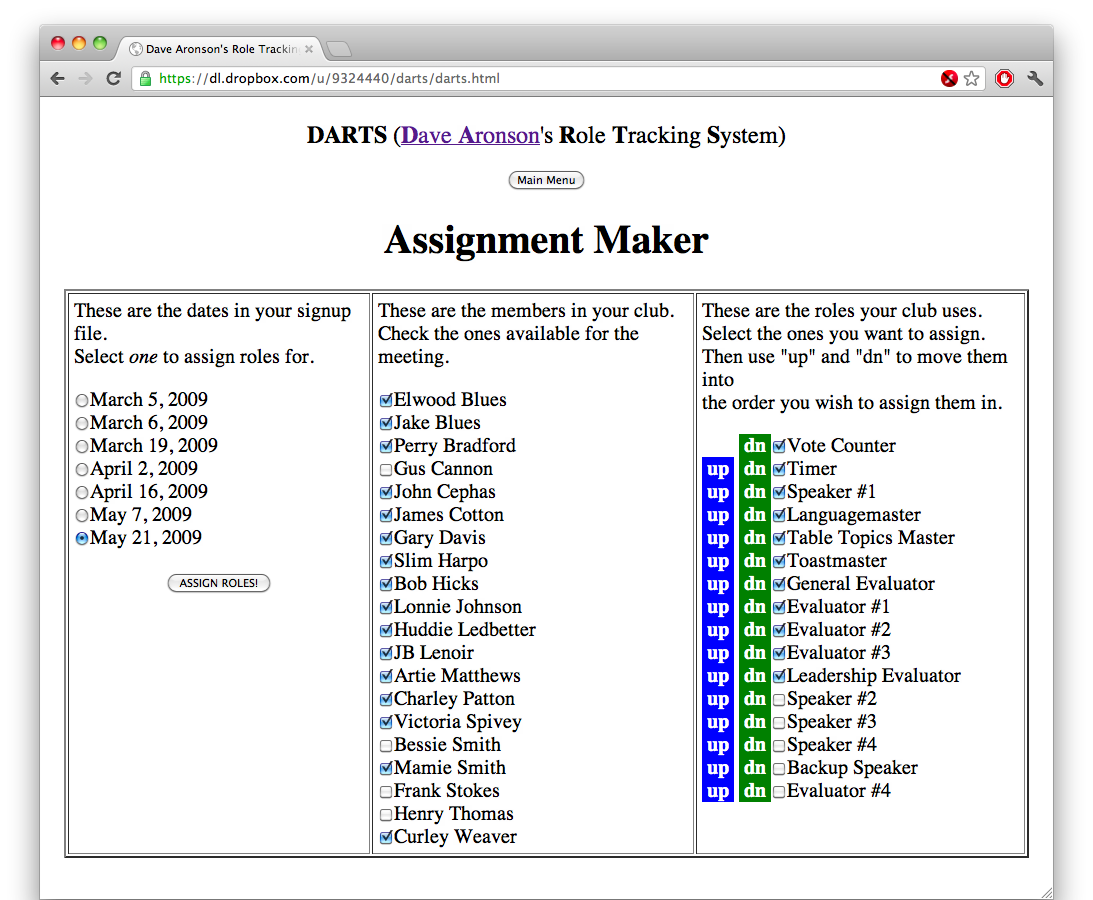 Dave Aronson's Role Trackin
https://dl.dropbox.com/u/9324440/darts/darts.html
DARTS (Dave Aronson's Role Tracking System)
Main Menu
Assignment Maker
These are the dates in your signup
file.
Select one to assign roles for.
March 5, 2009
March 6, 2009
March 19, 2009
April 2, 2009
April 16, 2009
May 7, 2009
May 21, 2009
ASSIGN ROLES!
These are the members in your club.
Check the ones available for the
meeting.
Elwood Blues
Jake Blues
Perry Bradford
Gus Cannon
John Cephas
James Cotton
Gary Davis
Slim Harpo
Bob Hicks
Lonnie Johnson
Huddie Ledbetter
JB Lenoir
Artie Matthews
Charley Patton
Victoria Spivey
Bessie Smith
Mamie Smith
Frank Stokes
Henry Thomas
Curley Weaver
These are the roles your club uses.
Select the ones you want to assign.
Then use "up" and "dn" to move them
into
the order you wish to assign them in.
dn Vote Counter
up dn Timer
up dn Speaker #1
up dn Languagemaster
up dn Table Topics Master
up dn Toastmaster
up dn General Evaluator
up dn Evaluator #1
up dn Evaluator #2
up dn Evaluator #3
up dn Leadership Evaluator
up dn Speaker #2
up dn Speaker #3
up dn Speaker #4
up dn Backup Speaker
up dn Evaluator #4